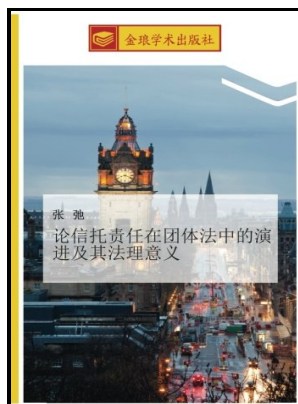 金琅学术出版社
张 弛
论信托责任在团体法中的演
进及其法理意义